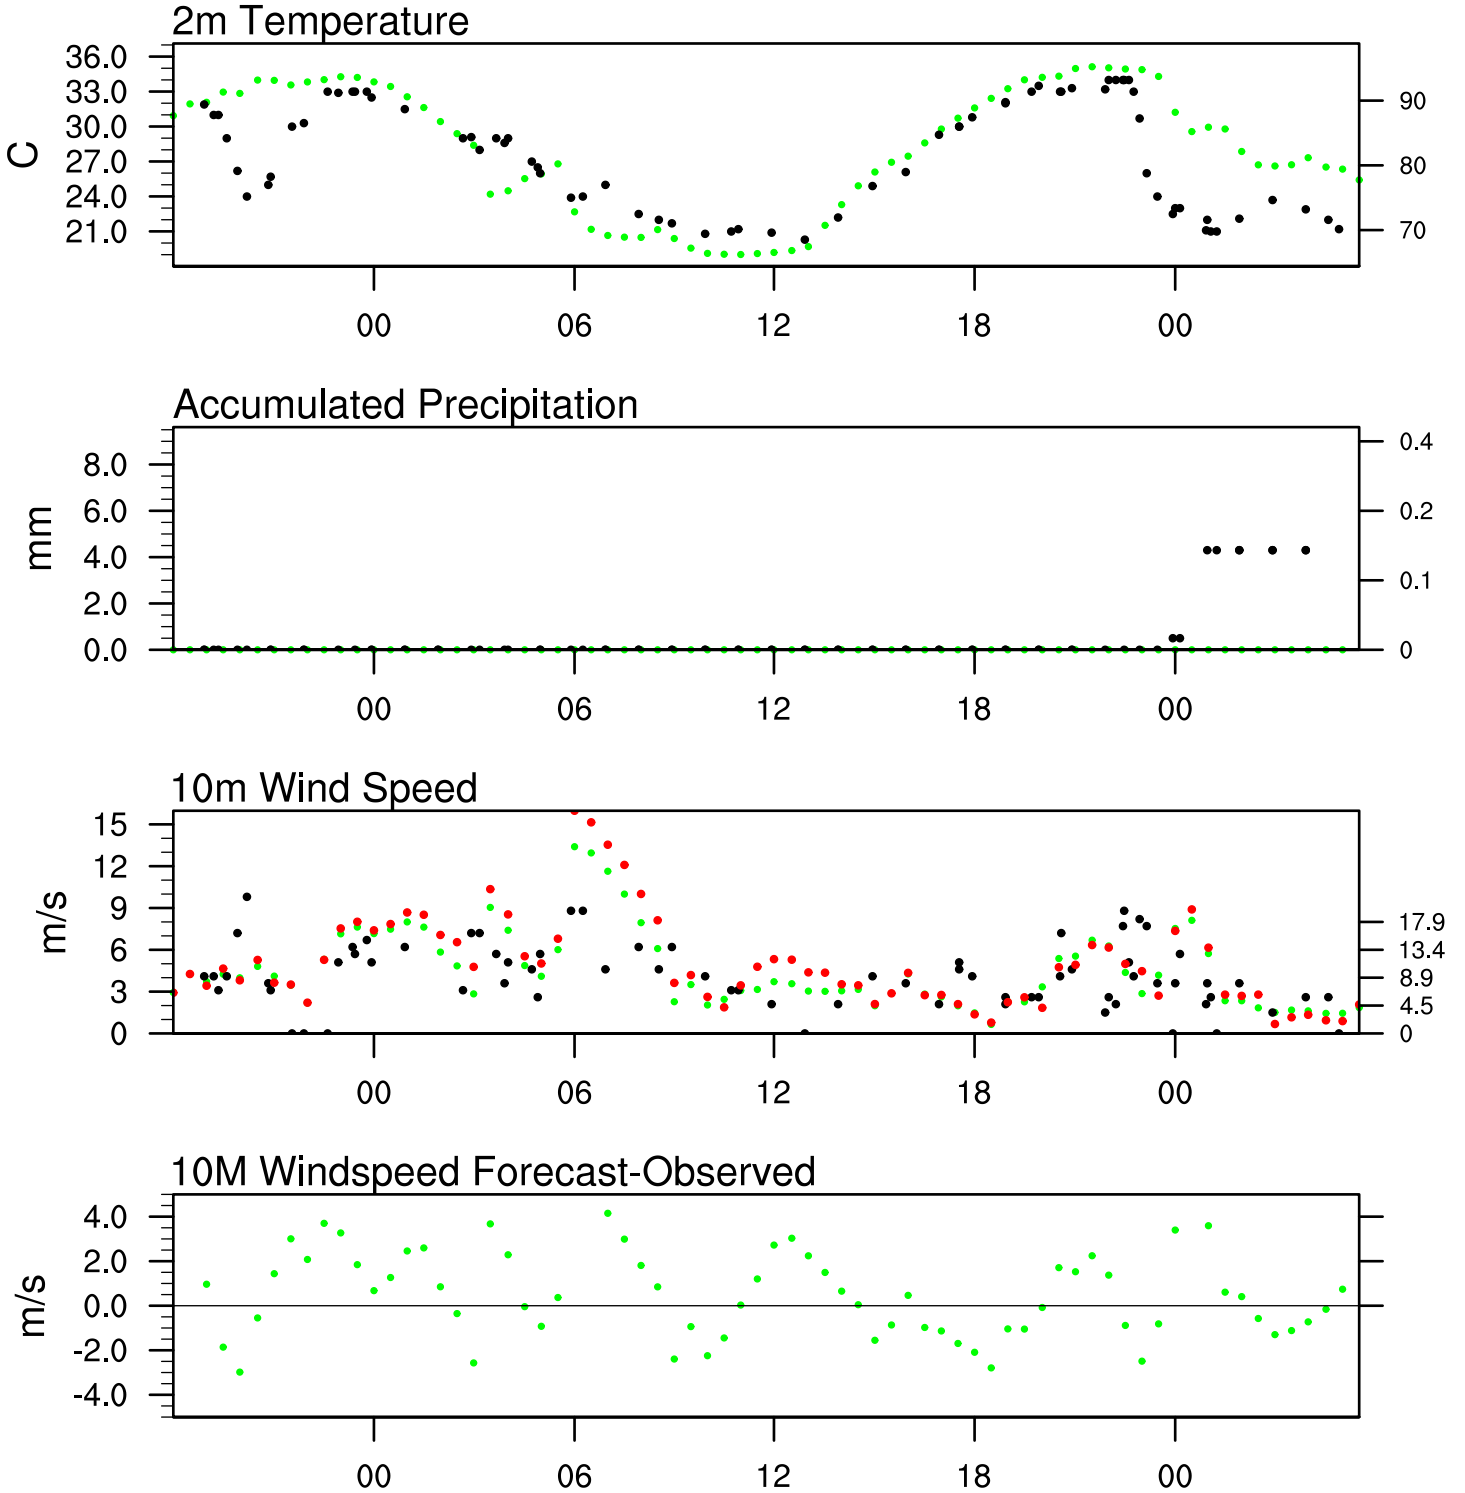 2m Temperature
36.0
33.0
30.0
27.0
24.0
21.0
C
90
80
70
00 06 12 18 00
Accumulated Precipitation
8.0
6.0
4.0
2.0
0.0
mm
0.4
0.2
0.1
0
00 06 12 18 00
10m Wind Speed
15
12
9
6
3
0
m/s
17.9
13.4
8.9
4.5
0
00 06 12 18 00
10M Windspeed Forecast-Observed
4.0
2.0
0.0
-2.0
-4.0
m/s
00 06 12 18 00